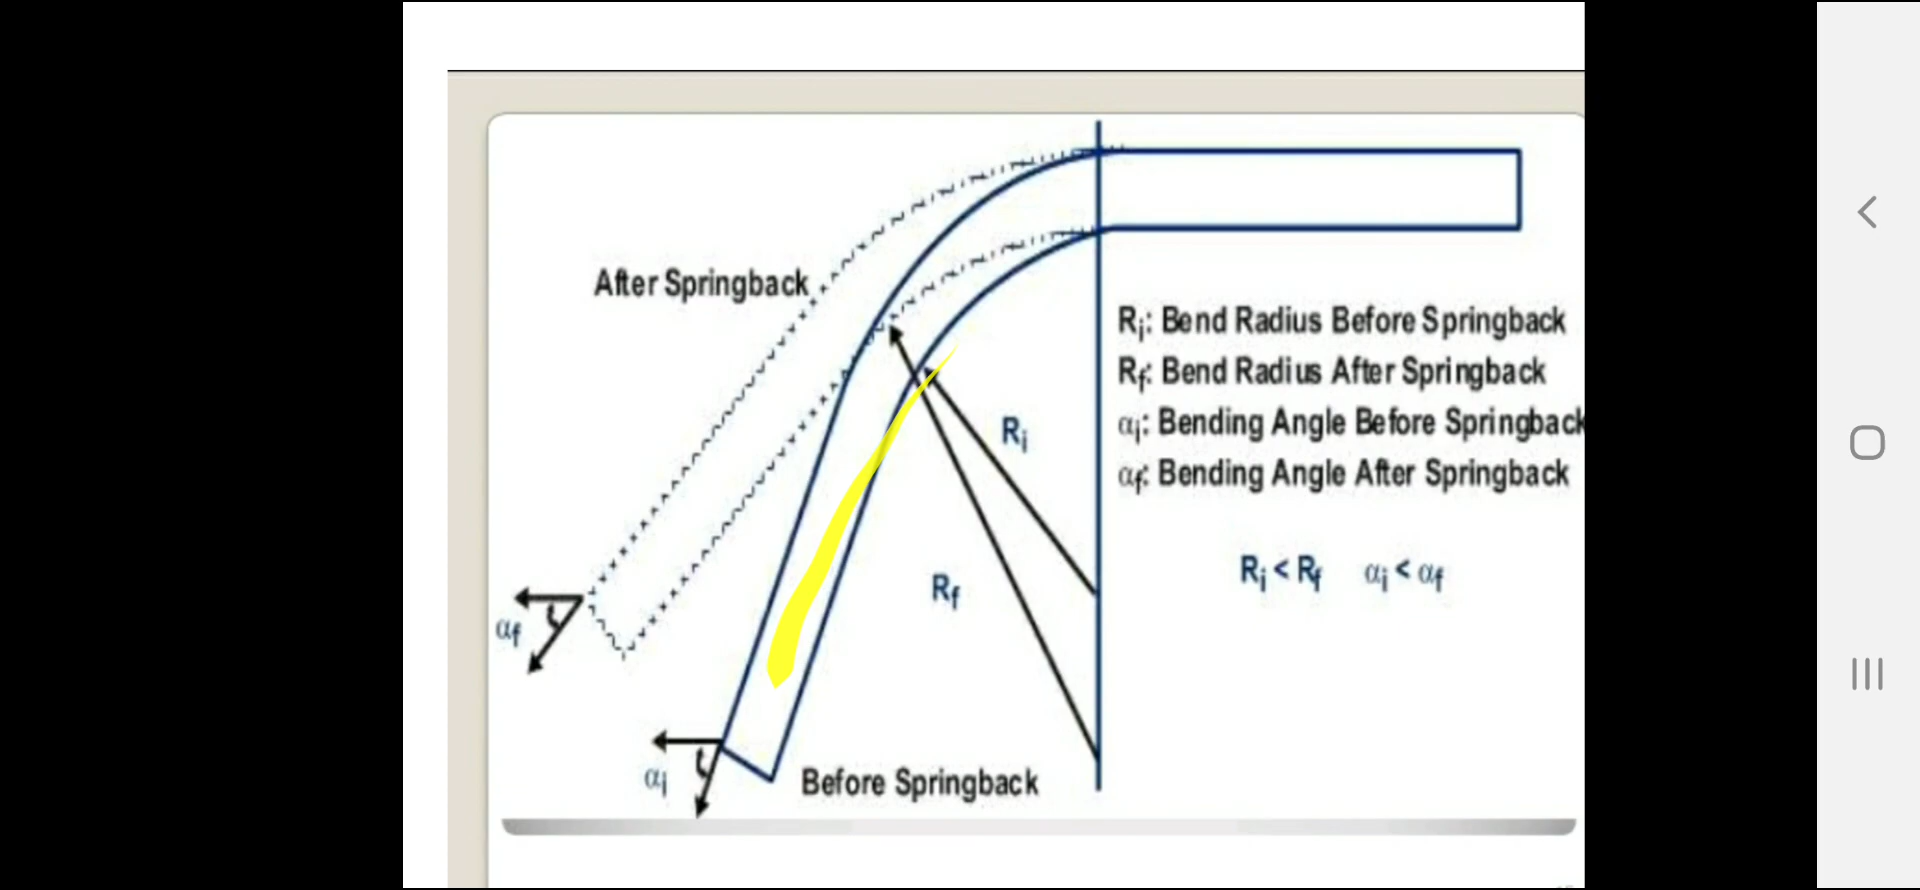 After Springback
Rᵢ: Bend Radius Before Springback
R_f: Bend Radius After Springback
αᵢ: Bending Angle Before Springback
α_f: Bending Angle After Springback
Rᵢ
Rᵢ < R_f αᵢ < α_f
R_f
α_f
αᵢ
Before Springback